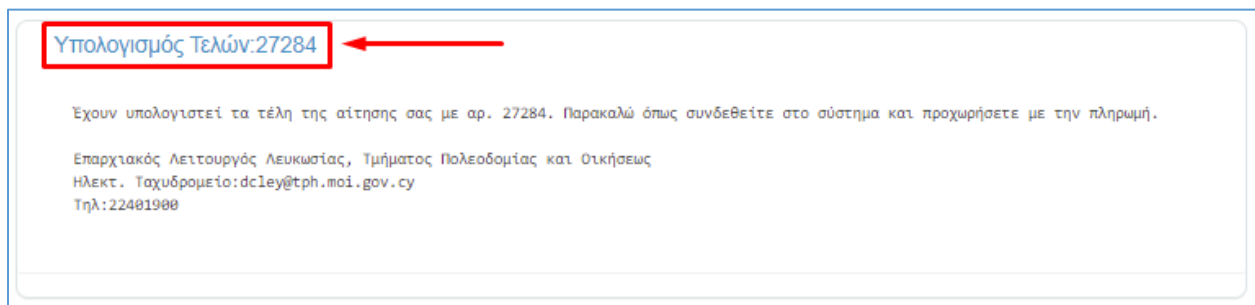 Υπολογισμός Τελών:27284
Έχουν υπολογιστεί τα τέλη της αίτησης σας με αρ. 27284. Παρακαλώ όπως συνδεθείτε στο σύστημα και προχωρήσετε με την πληρωμή.
Επαρχιακός Λειτουργός Λευκωσίας, Τμήματος Πολεοδομίας και Οικήσεως
Ηλεκτ. Ταχυδρομείο:dcley@tph.moi.gov.cy
Τηλ:22401900